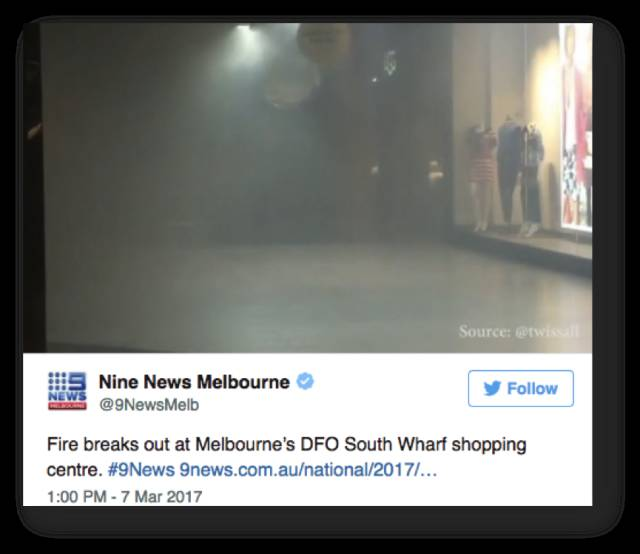 Source: @twissall
9
NEWS
MELBOURNE
Nine News Melbourne
@9NewsMelb
Follow
Fire breaks out at Melbourne's DFO South Wharf shopping
centre. #9News 9news.com.au/national/2017/…
1:00 PM - 7 Mar 2017